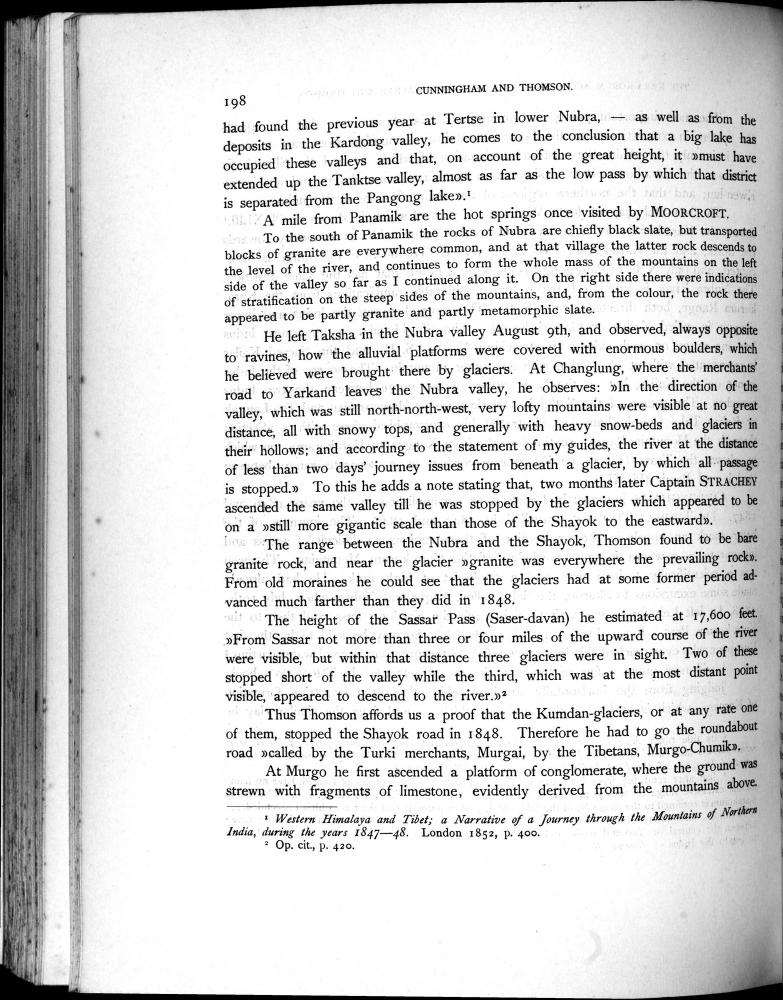 CUNNINGHAM AND THOMSON.
198
had found the previous year at Tertse in lower Nubra, — as well as from the
deposits in the Kardong valley, he comes to the conclusion that a big lake has
occupied these valleys and that, on account of the great height, it »must have
extended up the Tanktse valley, almost as far as the low pass by which that district
is separated from the Pangong lake».¹
A mile from Panamik are the hot springs once visited by MOORCROFT.
To the south of Panamik the rocks of Nubra are chiefly black slate, but transported
blocks of granite are everywhere common, and at that village the latter rock descends to
the level of the river, and continues to form the whole mass of the mountains on the left
side of the valley so far as I continued along it. On the right side there were indications
of stratification on the steep sides of the mountains, and, from the colour, the rock there
appeared to be partly granite and partly metamorphic slate.
He left Taksha in the Nubra valley August 9th, and observed, always opposite
to ravines, how the alluvial platforms were covered with enormous boulders, which
he believed were brought there by glaciers. At Changlung, where the merchants'
road to Yarkand leaves the Nubra valley, he observes: »In the direction of the
valley, which was still north-north-west, very lofty mountains were visible at no great
distance, all with snowy tops, and generally with heavy snow-beds and glaciers in
their hollows; and according to the statement of my guides, the river at the distance
of less than two days' journey issues from beneath a glacier, by which all passage
is stopped.» To this he adds a note stating that, two months later Captain STRACHEY
ascended the same valley till he was stopped by the glaciers which appeared to be
on a »still more gigantic scale than those of the Shayok to the eastward».
The range between the Nubra and the Shayok, Thomson found to be bare
granite rock, and near the glacier »granite was everywhere the prevailing rock».
From old moraines he could see that the glaciers had at some former period ad-
vanced much farther than they did in 1848.
The height of the Sassar Pass (Saser-davan) he estimated at 17,600 feet.
»From Sassar not more than three or four miles of the upward course of the river
were visible, but within that distance three glaciers were in sight. Two of these
stopped short of the valley while the third, which was at the most distant point
visible, appeared to descend to the river.»²
Thus Thomson affords us a proof that the Kumdan-glaciers, or at any rate one
of them, stopped the Shayok road in 1848. Therefore he had to go the roundabout
road »called by the Turki merchants, Murgai, by the Tibetans, Murgo-Chumik».
At Murgo he first ascended a platform of conglomerate, where the ground was
strewn with fragments of limestone, evidently derived from the mountains above.
¹ Western Himalaya and Tibet; a Narrative of a Journey through the Mountains of Northern
India, during the years 1847—48. London 1852, p. 400.
² Op. cit., p. 420.